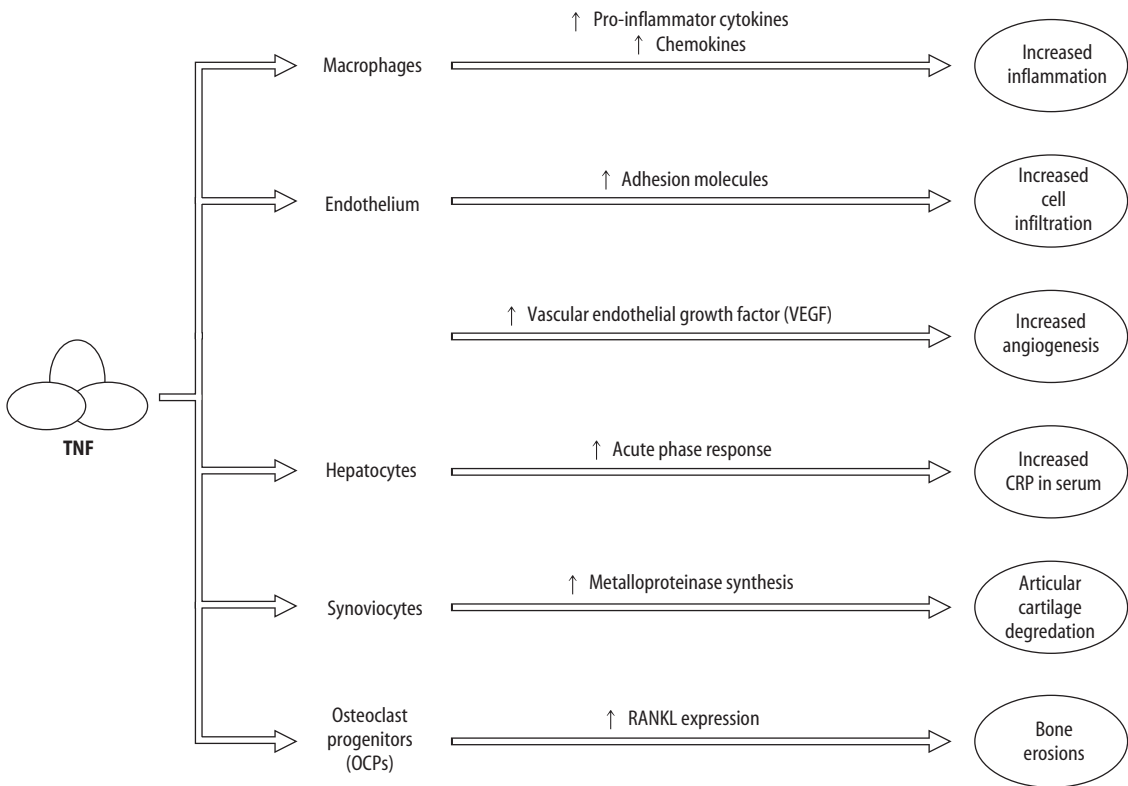 ↑ Pro-inflammator cytokines
↑ Chemokines
Macrophages
Increased
inflammation
↑ Adhesion molecules
Endothelium
Increased
cell
infiltration
↑ Vascular endothelial growth factor (VEGF)
Increased
angiogenesis
TNF
↑ Acute phase response
Hepatocytes
Increased
CRP in serum
↑ Metalloproteinase synthesis
Synoviocytes
Articular
cartilage
degredation
↑ RANKL expression
Osteoclast
progenitors
(OCPs)
Bone
erosions